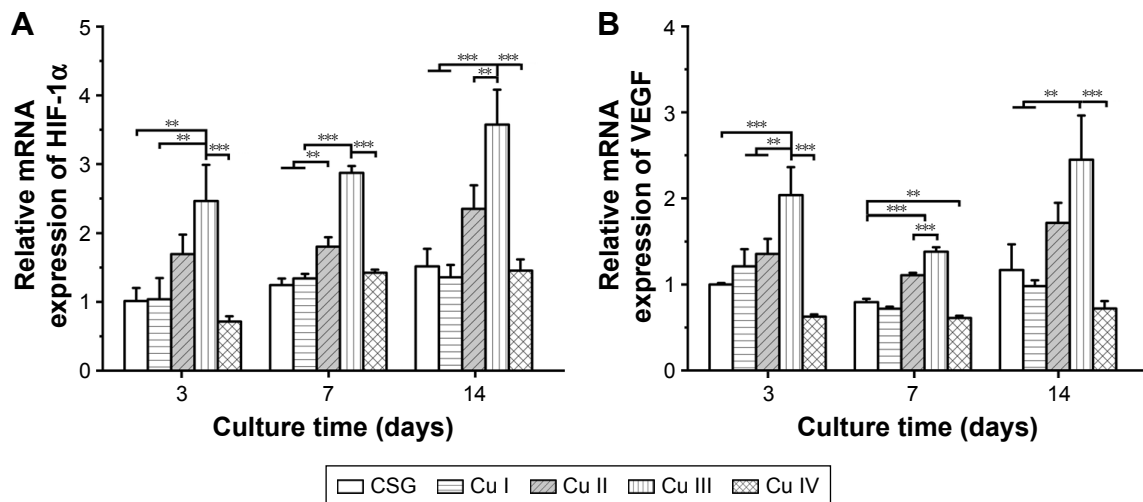 A
Relative mRNA
expression of HIF-1α
5
4
3
2
1
0
** ** ***
** *** ***
*** *** **
3 7 14
Culture time (days)
B
Relative mRNA
expression of VEGF
4
3
2
1
0
*** ** ***
** *** ***
** ***
3 7 14
Culture time (days)
CSG Cu I Cu II Cu III Cu IV